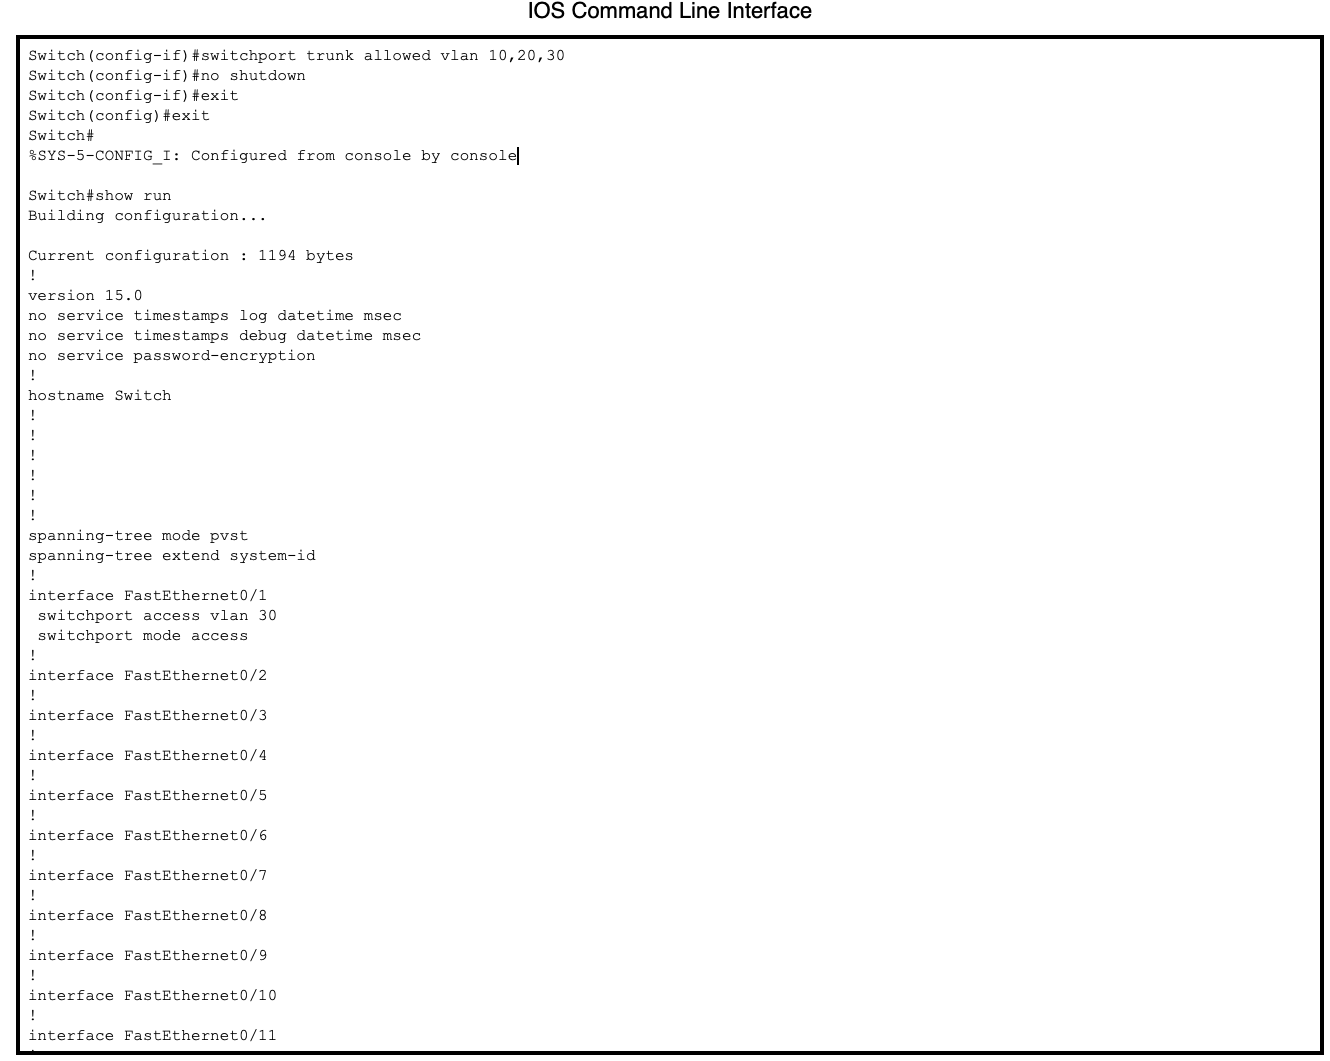 IOS Command Line Interface
Switch(config-if)#switchport trunk allowed vlan 10,20,30
Switch(config-if)#no shutdown
Switch(config-if)#exit
Switch(config)#exit
Switch#
%SYS-5-CONFIG_I: Configured from console by console
Switch#show run
Building configuration...
Current configuration : 1194 bytes
!
version 15.0
no service timestamps log datetime msec
no service timestamps debug datetime msec
no service password-encryption
!
hostname Switch
!
!
!
!
!
!
spanning-tree mode pvst
spanning-tree extend system-id
!
interface FastEthernet0/1
 switchport access vlan 30
 switchport mode access
!
interface FastEthernet0/2
!
interface FastEthernet0/3
!
interface FastEthernet0/4
!
interface FastEthernet0/5
!
interface FastEthernet0/6
!
interface FastEthernet0/7
!
interface FastEthernet0/8
!
interface FastEthernet0/9
!
interface FastEthernet0/10
!
interface FastEthernet0/11